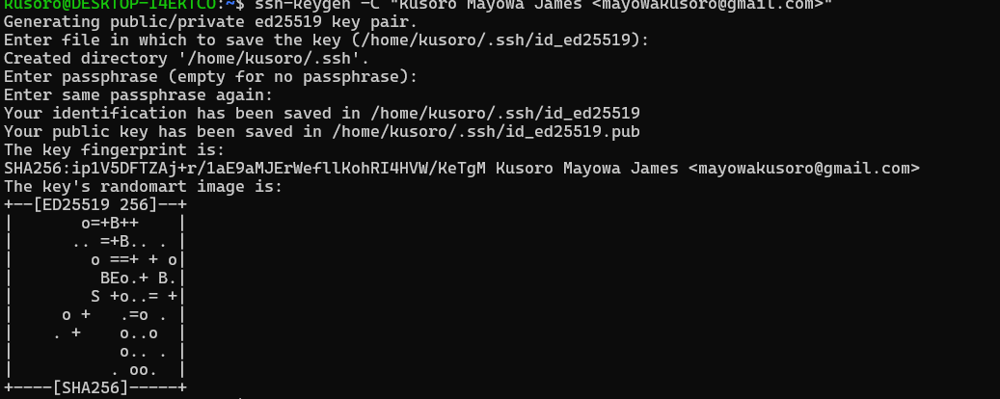 kusoro@DESKTOP-I4EKTCO:~$ ssh-keygen -C "Kusoro Mayowa James <mayowakusoro@gmail.com>"
Generating public/private ed25519 key pair.
Enter file in which to save the key (/home/kusoro/.ssh/id_ed25519):
Created directory '/home/kusoro/.ssh'.
Enter passphrase (empty for no passphrase):
Enter same passphrase again:
Your identification has been saved in /home/kusoro/.ssh/id_ed25519
Your public key has been saved in /home/kusoro/.ssh/id_ed25519.pub
The key fingerprint is:
SHA256:ip1V5DFTZAj+r/1aE9aMJErWefllKohRI4HVW/KeTgM Kusoro Mayowa James <mayowakusoro@gmail.com>
The key's randomart image is:
+--[ED25519 256]--+
|       o=+B++    |
|      .. =+B.. . |
|        o ==+ + o|
|         BEo.+ B.|
|        S +o..= +|
|     o +   .=o . |
|    . +    o..o  |
|           o.. . |
|          . oo.  |
+----[SHA256]-----+